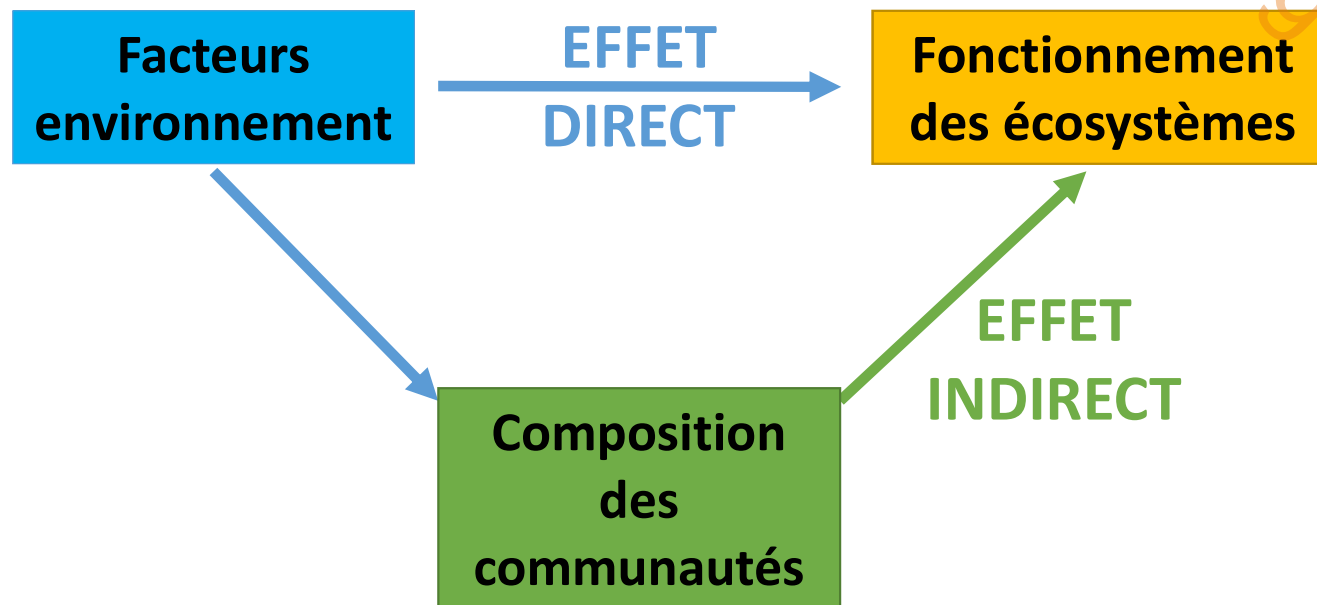 Facteurs
environnement
EFFET
DIRECT
Fonctionnement
des écosystèmes
EFFET
INDIRECT
Composition
des
communautés